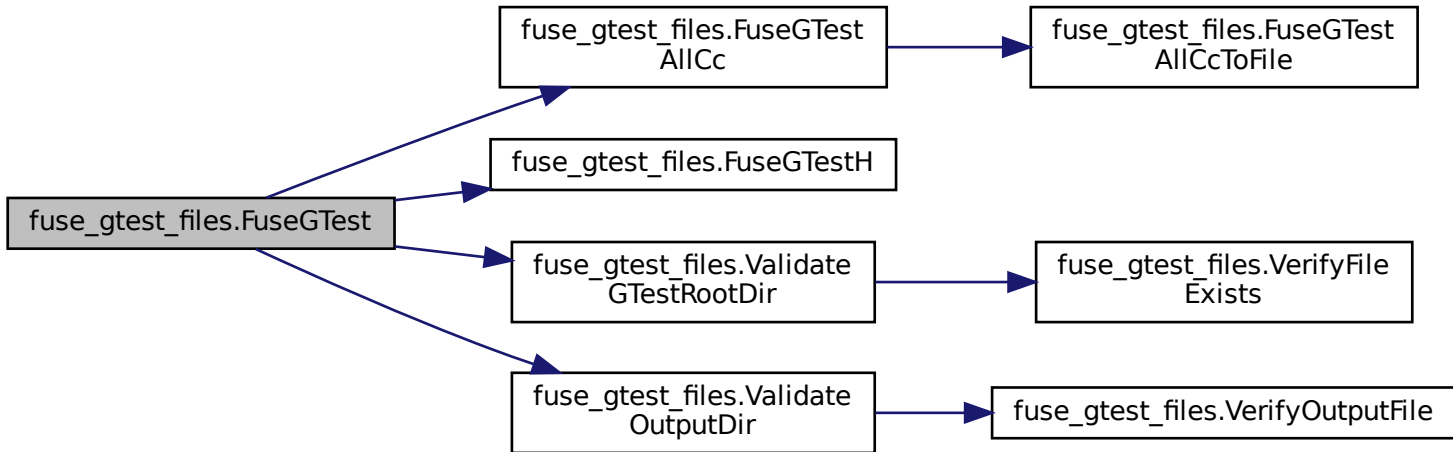 fuse_gtest_files.FuseGTest
fuse_gtest_files.FuseGTest
AllCc
fuse_gtest_files.FuseGTest
AllCcToFile
fuse_gtest_files.FuseGTestH
fuse_gtest_files.Validate
GTestRootDir
fuse_gtest_files.VerifyFile
Exists
fuse_gtest_files.Validate
OutputDir
fuse_gtest_files.VerifyOutputFile